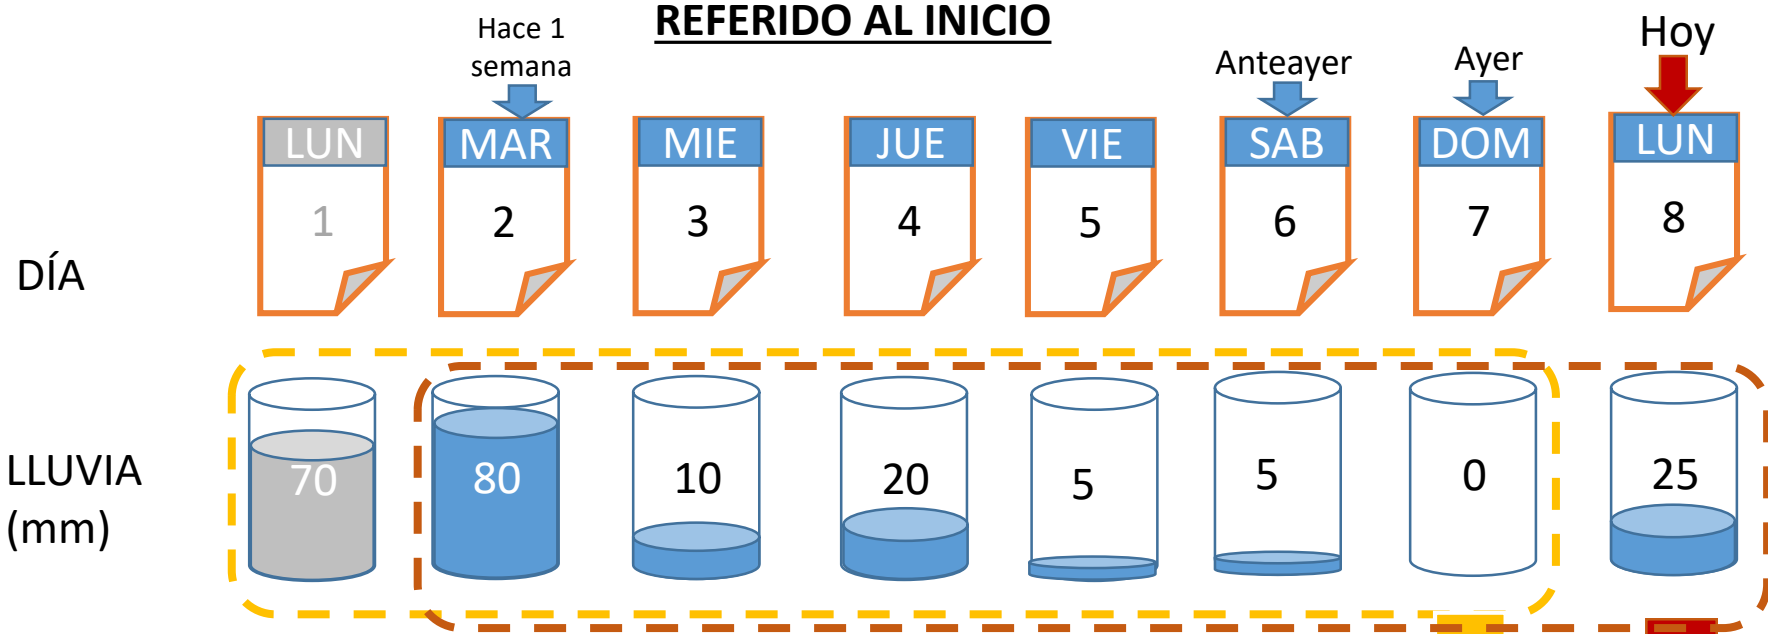 REFERIDO AL INICIO
Hace 1
semana
Anteayer
Ayer
Hoy
LUN MAR MIE JUE VIE SAB DOM LUN
DÍA 1 2 3 4 5 6 7 8
LLUVIA
(mm) 70 80 10 20 5 5 0 25